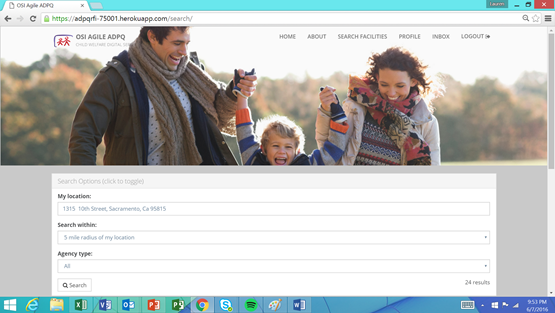 OSI Agile ADPQ
https://adpqrfi-75001.herokuapp.com/search/
OSI AGILE ADPQ
HOME ABOUT SEARCH FACILITIES PROFILE INBOX LOGOUT
Search Options (click to toggle)
My location:
1315 10th Street, Sacramento, Ca 95815
Search within:
5 mile radius of my location
Agency type:
All
Search
24 results
9:53 PM
6/7/2016